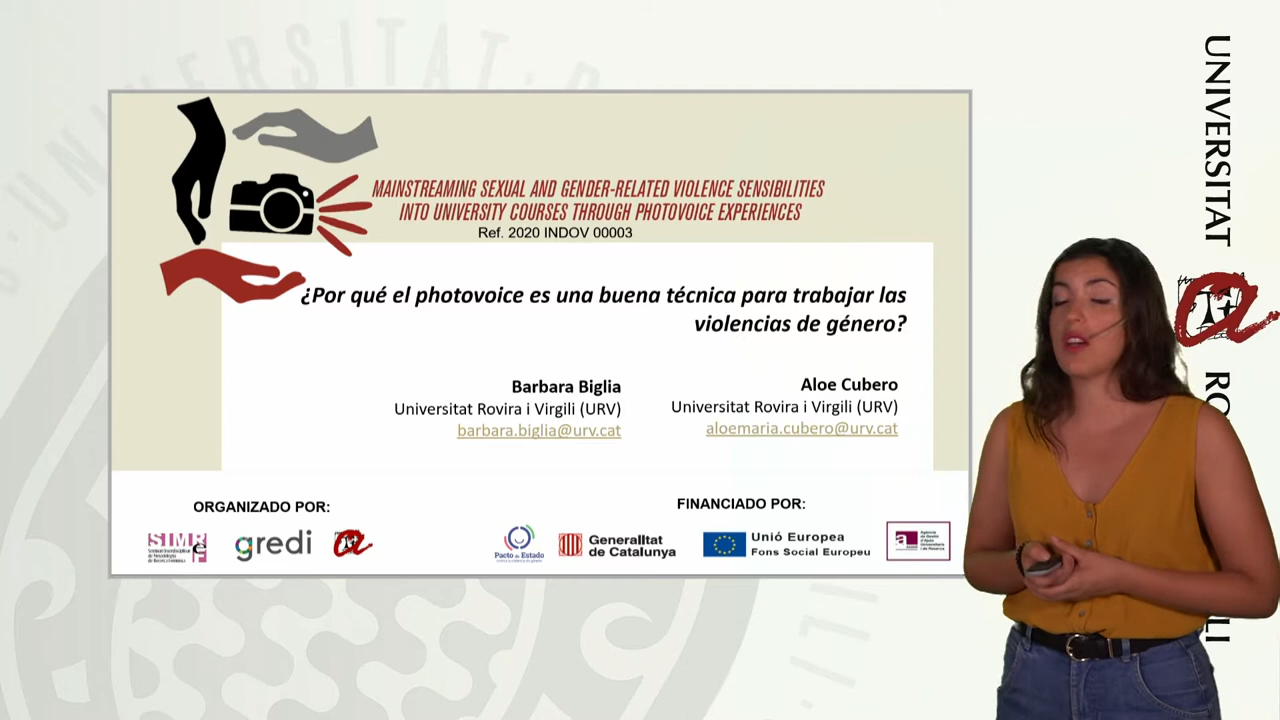 MAINSTREAMING SEXUAL AND GENDER-RELATED VIOLENCE SENSIBILITIES
INTO UNIVERSITY COURSES THROUGH PHOTOVOICE EXPERIENCES
Ref. 2020 INDOV 00003
¿Por qué el photovoice es una buena técnica para trabajar las
violencias de género?
Barbara Biglia
Universitat Rovira i Virgili (URV)
barbara.biglia@urv.cat
Aloe Cubero
Universitat Rovira i Virgili (URV)
aloemaria.cubero@urv.cat
ORGANIZADO POR:
SIMReF
gredi
FINANCIADO POR:
Pacto de Estado
Generalitat
de Catalunya
Unió Europea
Fons Social Europeu
UNIVERSITAT